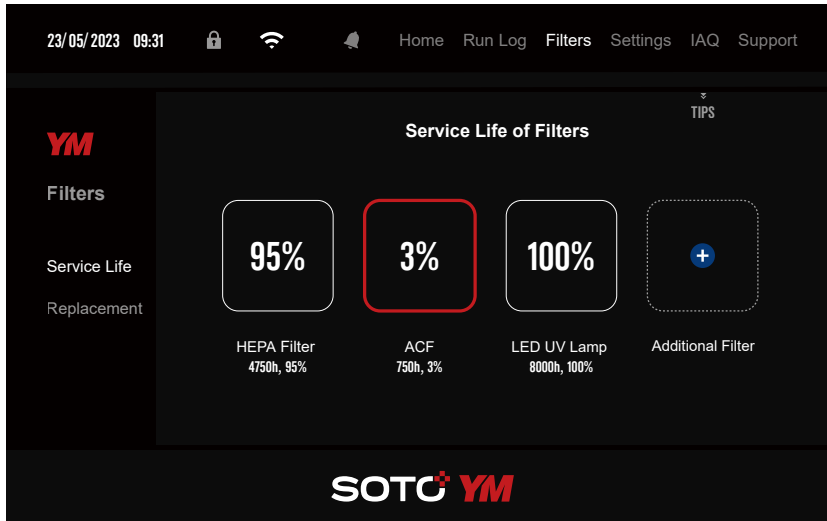 23/05/2023 09:31 Home Run Log Filters Settings IAQ Support
TIPS
Service Life of Filters
YM
Filters
Service Life
Replacement
95% 3% 100%
HEPA Filter ACF LED UV Lamp Additional Filter
4750h, 95% 750h, 3% 8000h, 100%
SOTO YM